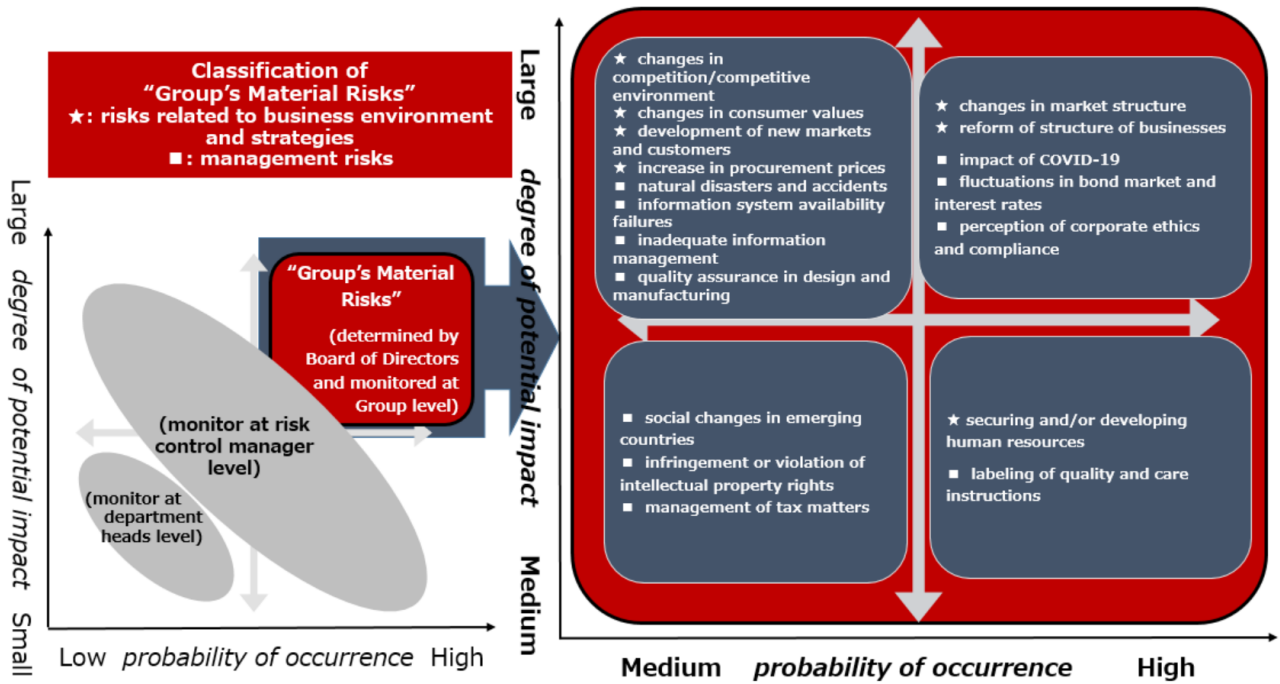 Classification of
“Group’s Material Risks”
★: risks related to business environment
and strategies
■: management risks
Large degree of potential impact Small
“Group’s Material
Risks”
(determined by
Board of Directors
and monitored at
Group level)
(monitor at risk
control manager
level)
(monitor at
department
heads level)
Low probability of occurrence High
Large degree of potential impact Medium
★ changes in
competition/competitive
environment
★ changes in consumer values
★ development of new markets
and customers
★ increase in procurement prices
■ natural disasters and accidents
■ information system availability
failures
■ inadequate information
management
■ quality assurance in design and
manufacturing
★ changes in market structure
★ reform of structure of businesses
■ impact of COVID-19
■ fluctuations in bond market and
interest rates
■ perception of corporate ethics
and compliance
■ social changes in emerging
countries
■ infringement or violation of
intellectual property rights
■ management of tax matters
★ securing and/or developing
human resources
■ labeling of quality and care
instructions
Medium probability of occurrence High